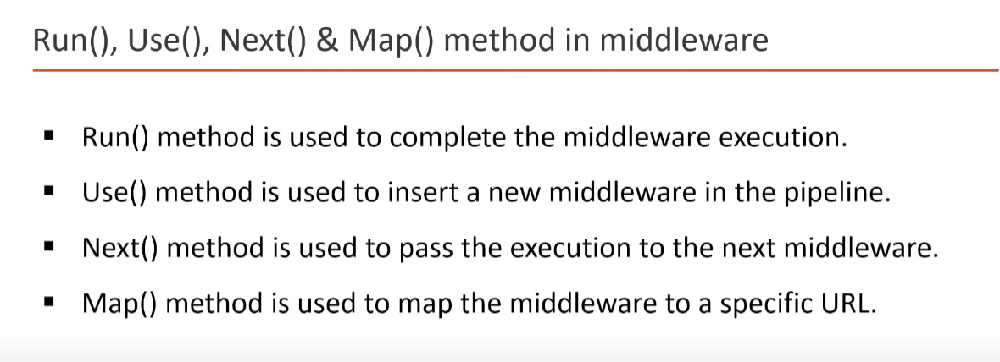 Run(), Use(), Next() & Map() method in middleware
▪ Run() method is used to complete the middleware execution.
▪ Use() method is used to insert a new middleware in the pipeline.
▪ Next() method is used to pass the execution to the next middleware.
▪ Map() method is used to map the middleware to a specific URL.